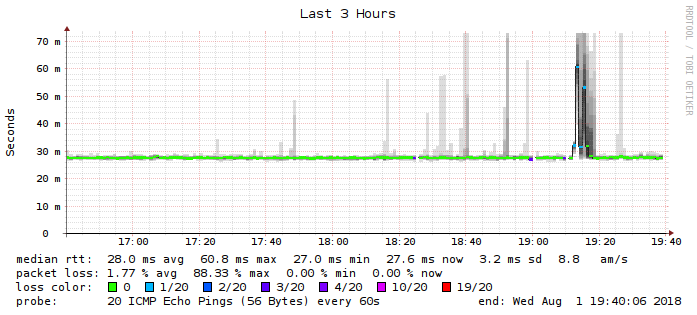 Last 3 Hours
RRDTOOL / TOBI OETIKER
Seconds
70 m
60 m
50 m
40 m
30 m
20 m
10 m
0
17:00 17:20 17:40 18:00 18:20 18:40 19:00 19:20 19:40
median rtt: 28.0 ms avg 60.8 ms max 27.0 ms min 27.6 ms now 3.2 ms sd 8.8 am/s
packet loss: 1.77 % avg 88.33 % max 0.00 % min 0.00 % now
loss color: 0 1/20 2/20 3/20 4/20 10/20 19/20
probe: 20 ICMP Echo Pings (56 Bytes) every 60s end: Wed Aug 1 19:40:06 2018